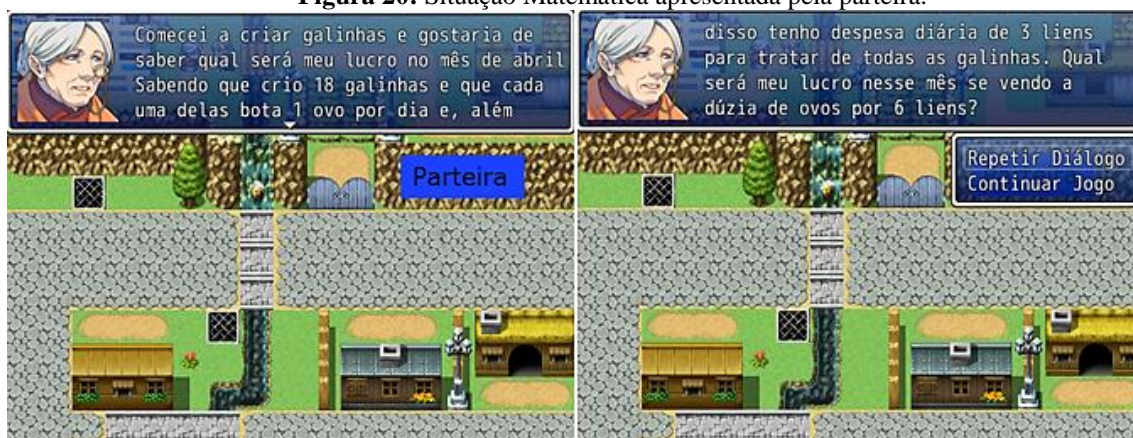 Figura 20: Situação Matemática apresentada pela parteira.
Comecei a criar galinhas e gostaria de
saber qual será meu lucro no mês de abril
Sabendo que crio 18 galinhas e que cada
uma delas bota 1 ovo por dia e, além
Parteira
disso tenho despesa diária de 3 liens
para tratar de todas as galinhas. Qual
será meu lucro nesse mês se vendo a
dúzia de ovos por 6 liens?
Repetir Diálogo
Continuar Jogo